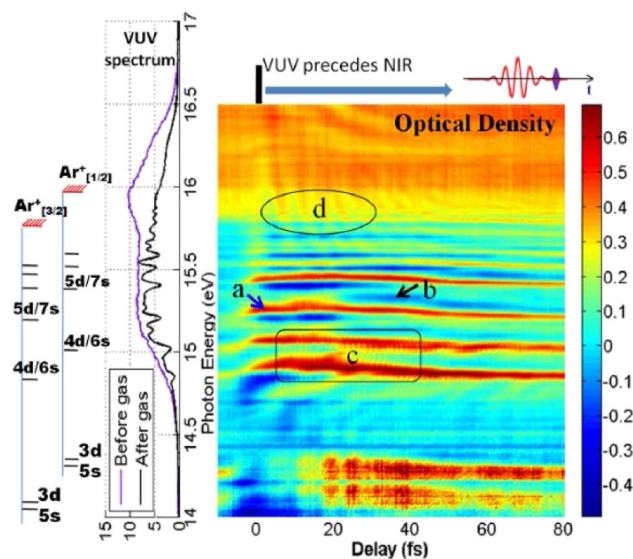 VUV
spectrum
VUV precedes NIR
t
Optical Density
Ar+[3/2]
Ar+[1/2]
5d/7s
5d/7s
4d/6s
4d/6s
3d
5s
3d
5s
Before gas
After gas
15
10
5
0
17
16.5
16
15.5
15
14.5
14
Photon Energy (eV)
a
b
c
d
0
20
40
60
80
Delay (fs)
0.6
0.5
0.4
0.3
0.2
0.1
0
-0.1
-0.2
-0.3
-0.4